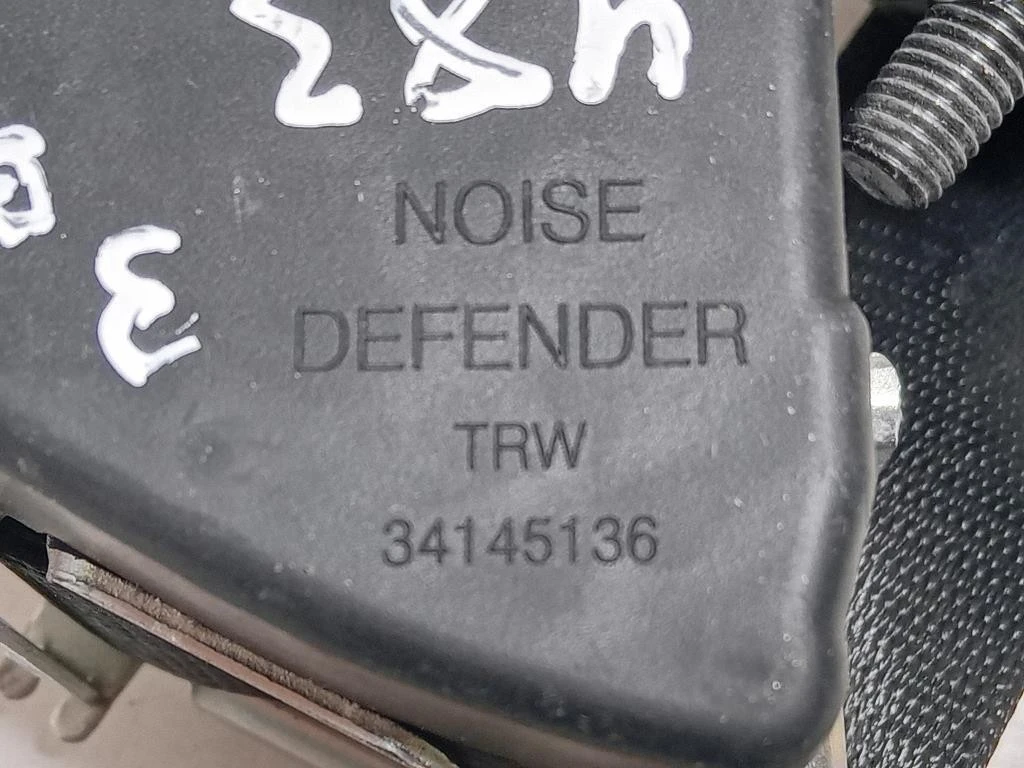 NOISE
DEFENDER
TRW
34145136